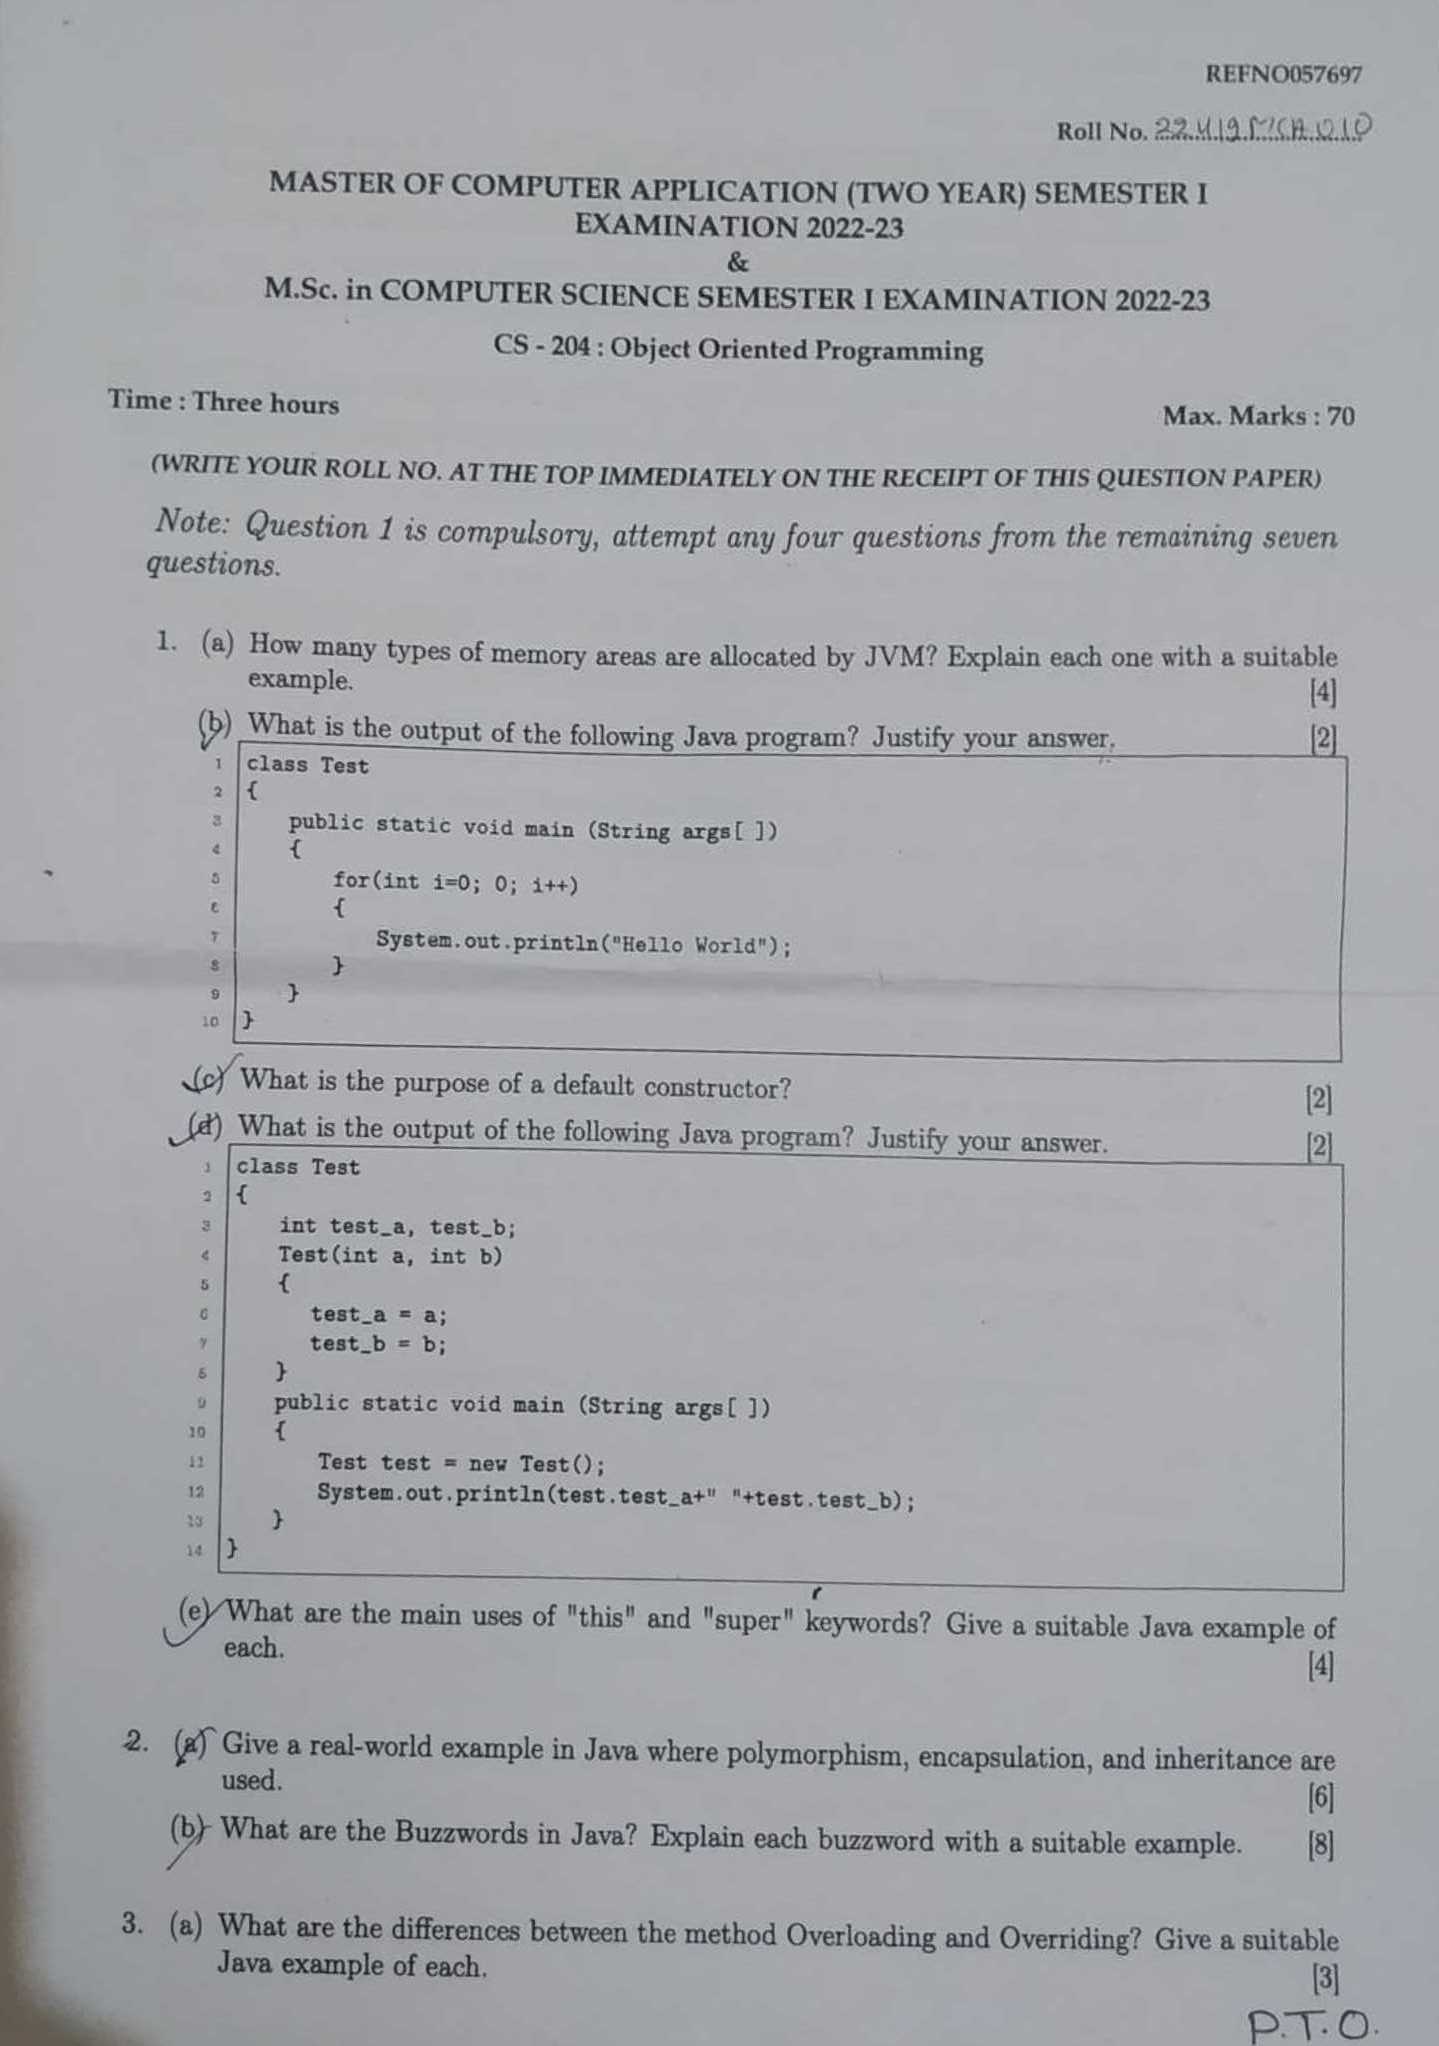 REFNO057697
Roll No. 22419MCA010
MASTER OF COMPUTER APPLICATION (TWO YEAR) SEMESTER I
EXAMINATION 2022-23
&
M.Sc. in COMPUTER SCIENCE SEMESTER I EXAMINATION 2022-23
CS - 204 : Object Oriented Programming
Time : Three hours
Max. Marks : 70
(WRITE YOUR ROLL NO. AT THE TOP IMMEDIATELY ON THE RECEIPT OF THIS QUESTION PAPER)
Note: Question 1 is compulsory, attempt any four questions from the remaining seven
questions.
1. (a) How many types of memory areas are allocated by JVM? Explain each one with a suitable
example. [4]
(b) What is the output of the following Java program? Justify your answer. [2]
1 class Test
2 {
3 public static void main (String args[ ])
4 {
5 for(int i=0; 0; i++)
6 {
7 System.out.println("Hello World");
8 }
9 }
10 }
(c) What is the purpose of a default constructor? [2]
(d) What is the output of the following Java program? Justify your answer. [2]
1 class Test
2 {
3 int test_a, test_b;
4 Test(int a, int b)
5 {
6 test_a = a;
7 test_b = b;
8 }
9 public static void main (String args[ ])
10 {
11 Test test = new Test();
12 System.out.println(test.test_a+" "+test.test_b);
13 }
14 }
(e) What are the main uses of "this" and "super" keywords? Give a suitable Java example of
each. [4]
2. (a) Give a real-world example in Java where polymorphism, encapsulation, and inheritance are
used. [6]
(b) What are the Buzzwords in Java? Explain each buzzword with a suitable example. [8]
3. (a) What are the differences between the method Overloading and Overriding? Give a suitable
Java example of each. [3]
P.T.O.